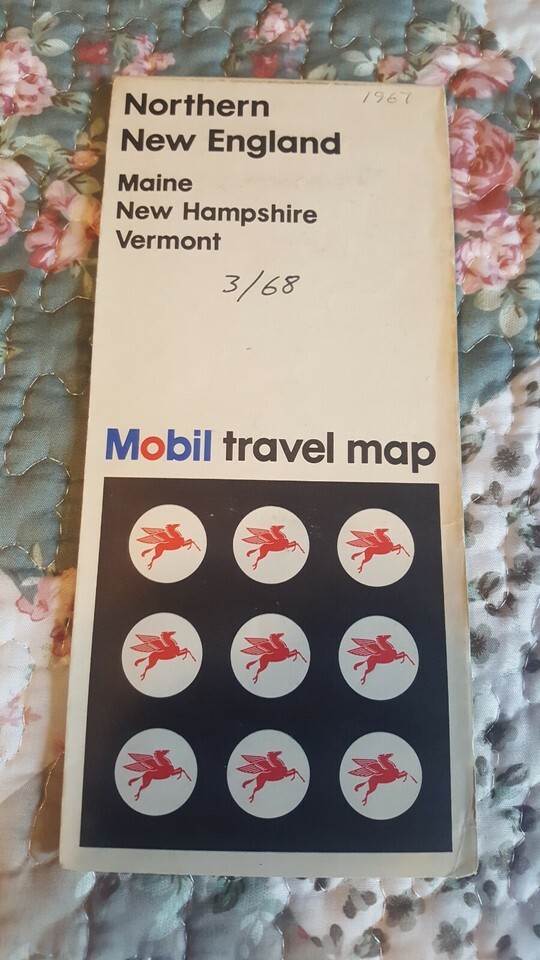 1967
Northern
New England
Maine
New Hampshire
Vermont
3/68
Mobil travel map